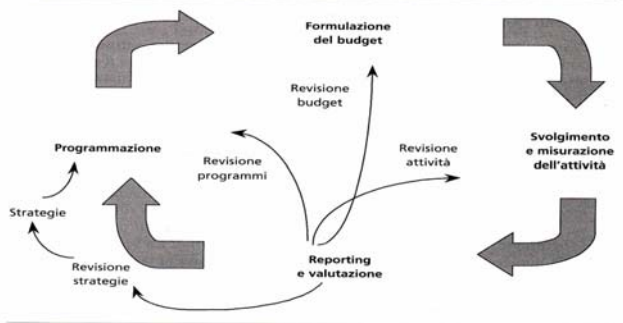 Formulazione
del budget
Revisione
budget
Svolgimento
e misurazione
dell'attività
Programmazione
Revisione
programmi
Revisione
attività
Strategie
Revisione
strategie
Reporting
e valutazione